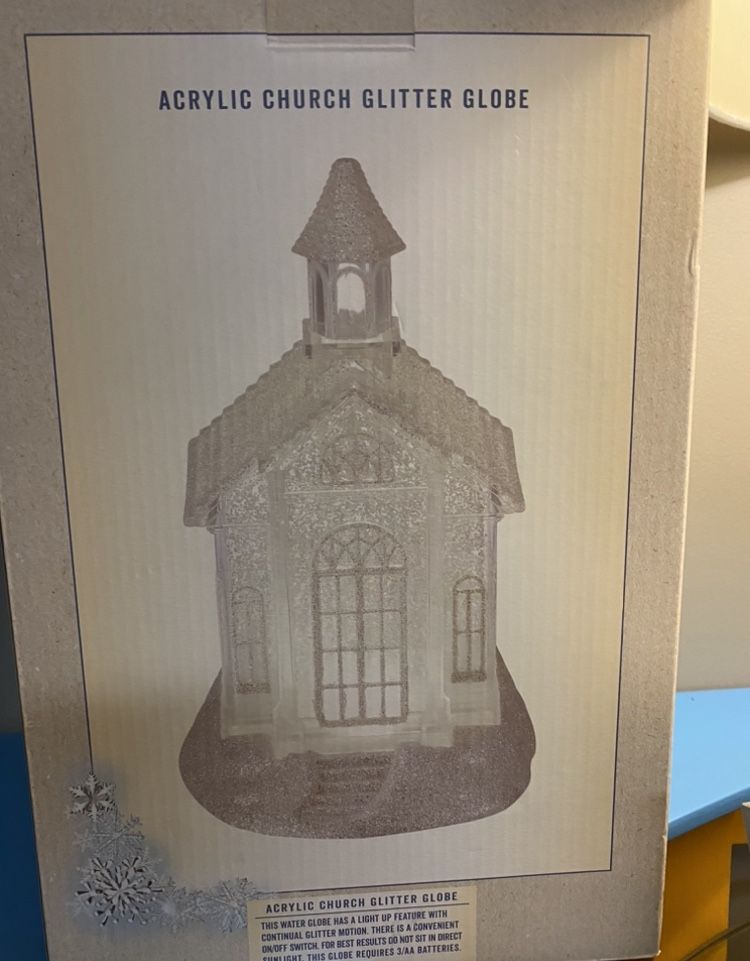 ACRYLIC CHURCH GLITTER GLOBE
ACRYLIC CHURCH GLITTER GLOBE
THIS WATER GLOBE HAS A LIGHT UP FEATURE WITH
CONTINUAL GLITTER MOTION. THERE IS A CONVENIENT
ON/OFF SWITCH. FOR BEST RESULTS DO NOT SIT IN DIRECT
SUNLIGHT. THIS GLOBE REQUIRES 3/AA BATTERIES.